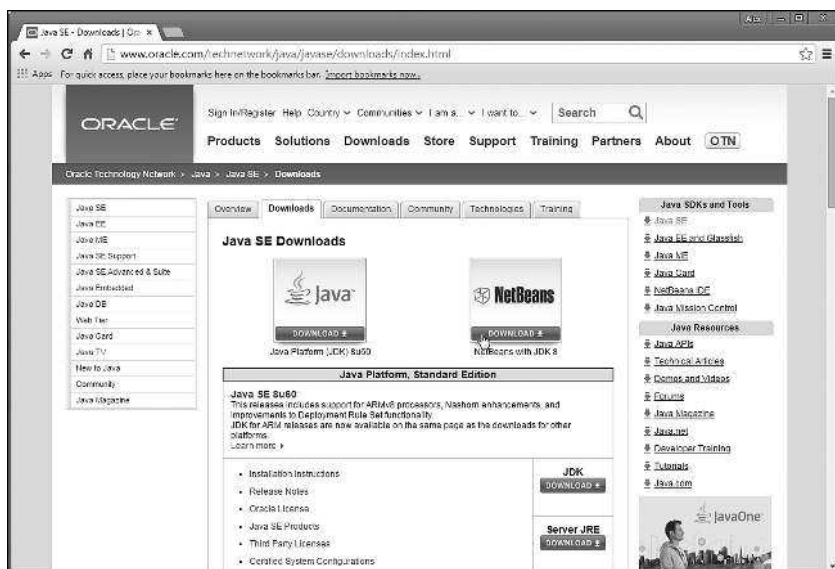 Alex
Java SE - Downloads | Or
www.oracle.com/technetwork/java/javase/downloads/index.html
Apps For quick access, place your bookmarks here on the bookmarks bar. Import bookmarks now...
ORACLE
Sign In/Register Help Country Communities I am a... I want to... Search
Products Solutions Downloads Store Support Training Partners About OTN
Oracle Technology Network > Java > Java SE > Downloads
Java SE
Java EE
Java ME
Java SE Support
Java SE Advanced & Suite
Java Embedded
Java DB
Web Tier
Java Card
Java TV
New to Java
Community
Java Magazine
Overview Downloads Documentation Community Technologies Training
Java SE Downloads
Java NetBeans
DOWNLOAD DOWNLOAD
Java Platform (JDK) 8u60 NetBeans with JDK 8
Java Platform, Standard Edition
Java SE 8u60
This releases includes support for ARMv8 processors, Nashorn enhancements, and
improvements to Deployment Rule Set functionality.
JDK for ARM releases are now available on the same page as the downloads for other
platforms.
Learn more
• Installation Instructions
• Release Notes
• Oracle License
• Java SE Products
• Third Party Licenses
• Certified System Configurations
JDK
DOWNLOAD
Server JRE
DOWNLOAD
Java SDKs and Tools
Java SE
Java EE and Glassfish
Java ME
Java Card
NetBeans IDE
Java Mission Control
Java Resources
Java APIs
Technical Articles
Demos and Videos
Forums
Java Magazine
Java.net
Developer Training
Tutorials
Java.com
JavaOne